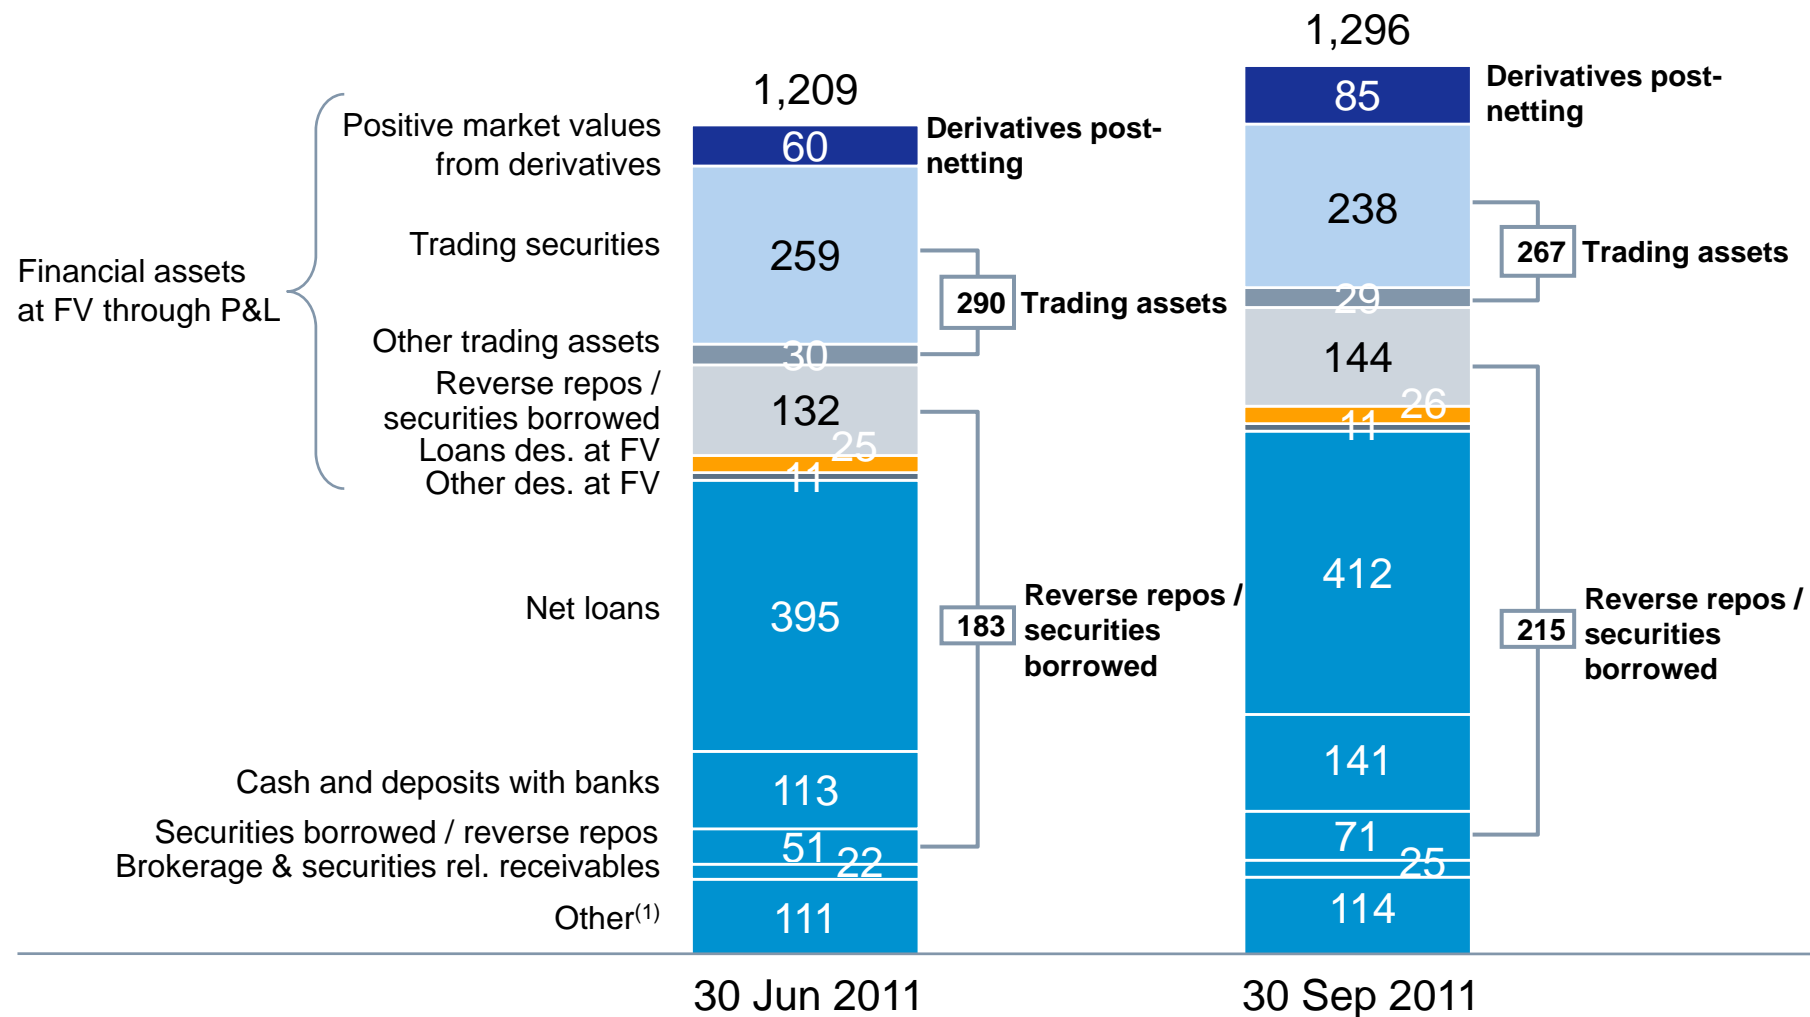 1,296
1,209
Derivatives post-
netting
85
Positive market values
from derivatives
60
Derivatives post-
netting
Trading securities
259
238
267 Trading assets
Financial assets
at FV through P&L
290 Trading assets
29
Other trading assets
30
Reverse repos /
securities borrowed
132
144
Loans des. at FV
25
26
Other des. at FV
11
11
Net loans
395
412
183
Reverse repos /
securities
borrowed
215
Reverse repos /
securities
borrowed
Cash and deposits with banks
113
141
Securities borrowed / reverse repos
51
71
Brokerage & securities rel. receivables
22
25
Other(1)
111
114
30 Jun 2011
30 Sep 2011